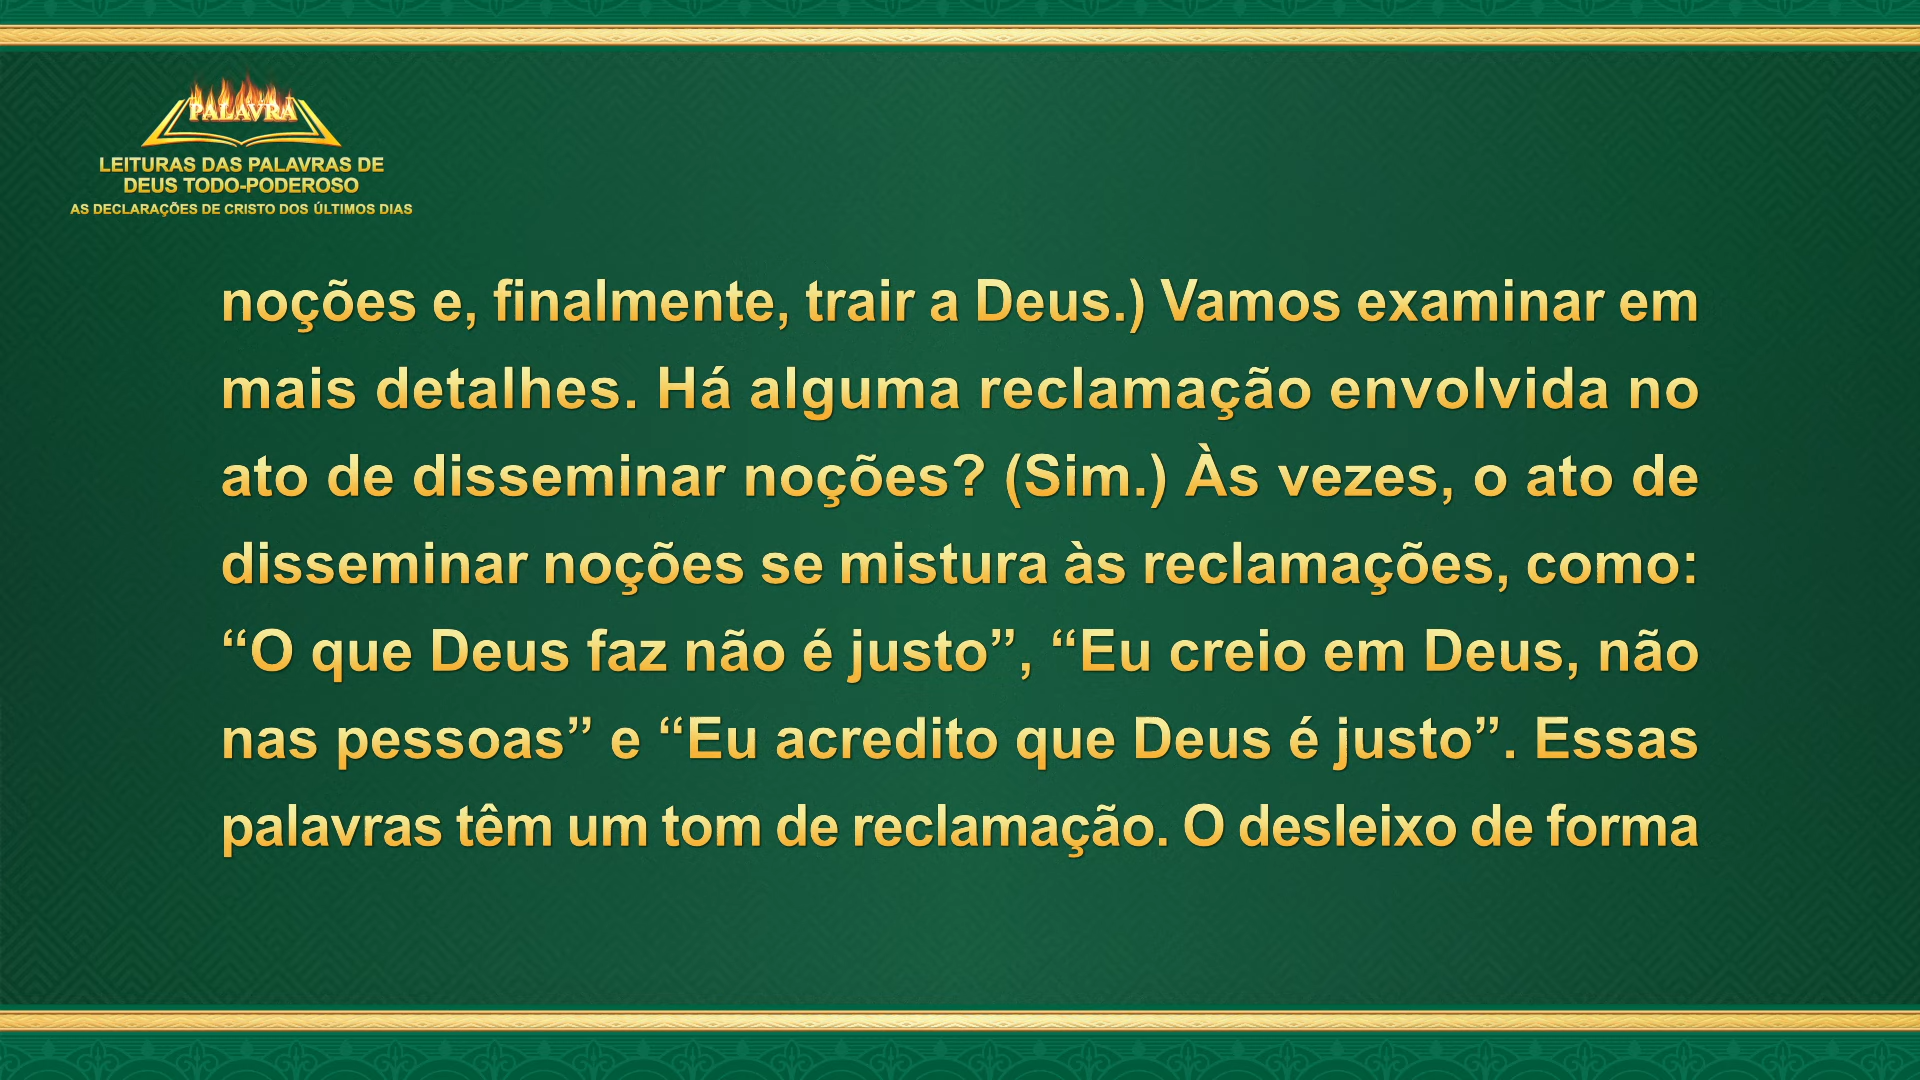 PALAVRA
LEITURAS DAS PALAVRAS DE
DEUS TODO-PODEROSO
AS DECLARAÇÕES DE CRISTO DOS ÚLTIMOS DIAS
noções e, finalmente, trair a Deus.) Vamos examinar em
mais detalhes. Há alguma reclamação envolvida no
ato de disseminar noções? (Sim.) Às vezes, o ato de
disseminar noções se mistura às reclamações, como:
“O que Deus faz não é justo”, “Eu creio em Deus, não
nas pessoas” e “Eu acredito que Deus é justo”. Essas
palavras têm um tom de reclamação. O desleixo de forma